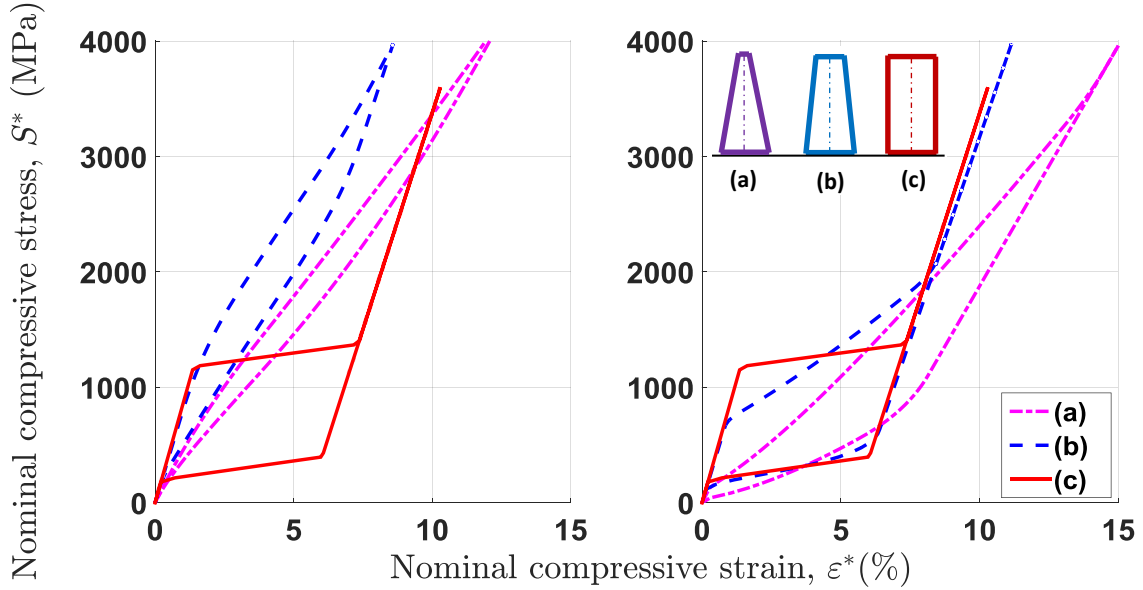 Nominal compressive stress, S* (MPa)
4000
3000
2000
1000
0
0 5 10 15
4000
3000
2000
1000
0
0 5 10 15
(a) (b) (c)
(a)
(b)
(c)
Nominal compressive strain, ε*(%)